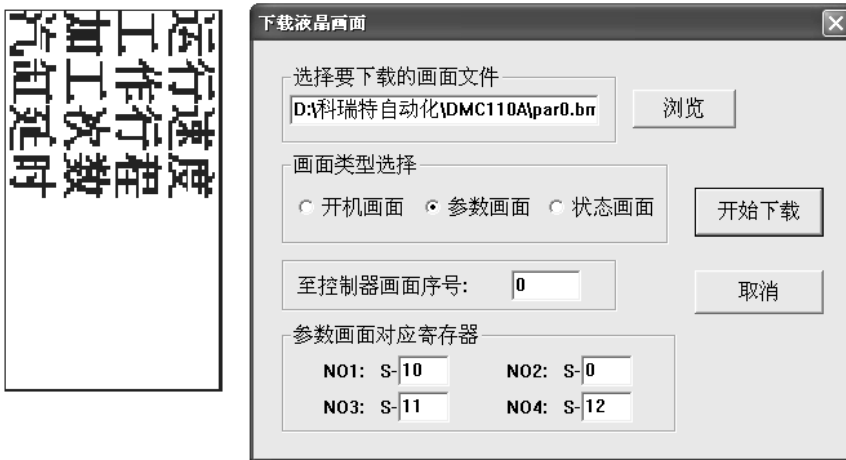 运行速度
工作行程
加工次数
汽缸延时
下载液晶画面
选择要下载的画面文件
D:\科瑞特自动化\DMC110A\par0.bm
浏览
画面类型选择
开机画面 参数画面 状态画面
开始下载
至控制器画面序号: 0
取消
参数画面对应寄存器
NO1: S-10 NO2: S-0
NO3: S-11 NO4: S-12